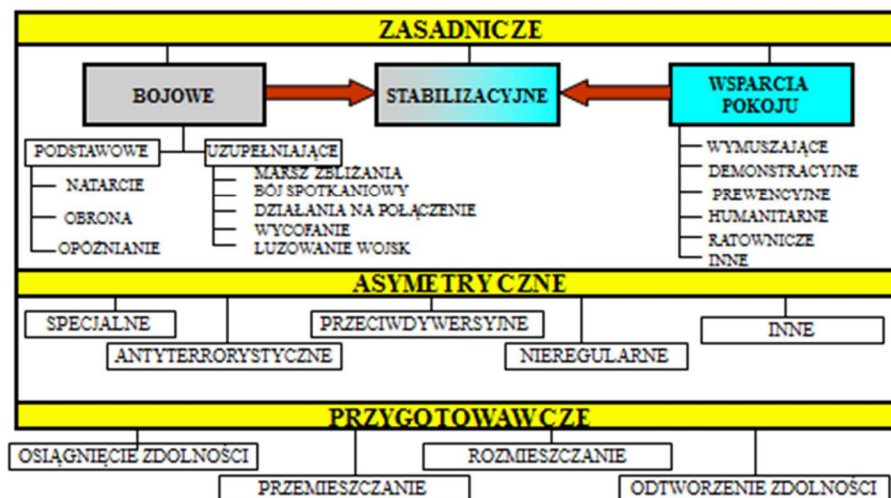 ZASADNICZE
BOJOWE
STABILIZACYJNE
WSPARCIA
POKOJU
PODSTAWOWE
NATARCIE
OBRONA
OPÓŹNIANIE
UZUPEŁNIAJĄCE
MARSZ ZBLIŻANIA
BÓJ SPOTKANIOWY
DZIAŁANIA NA POŁĄCZENIE
WYCOFANIE
LUZOWANIE WOJSK
WYMUSZAJĄCE
DEMONSTRACYJNE
PREWENCYJNE
HUMANITARNE
RATOWNICZE
INNE
ASYMETRYCZNE
SPECJALNE
PRZECIWDYWERSYJNE
INNE
ANTYTERRORYSTYCZNE
NIEREGULARNE
PRZYGOTOWAWCZE
OSIĄGNIĘCIE ZDOLNOŚCI
ROZMIESZCZANIE
PRZEMIESZCZANIE
ODTWORZENIE ZDOLNOŚCI